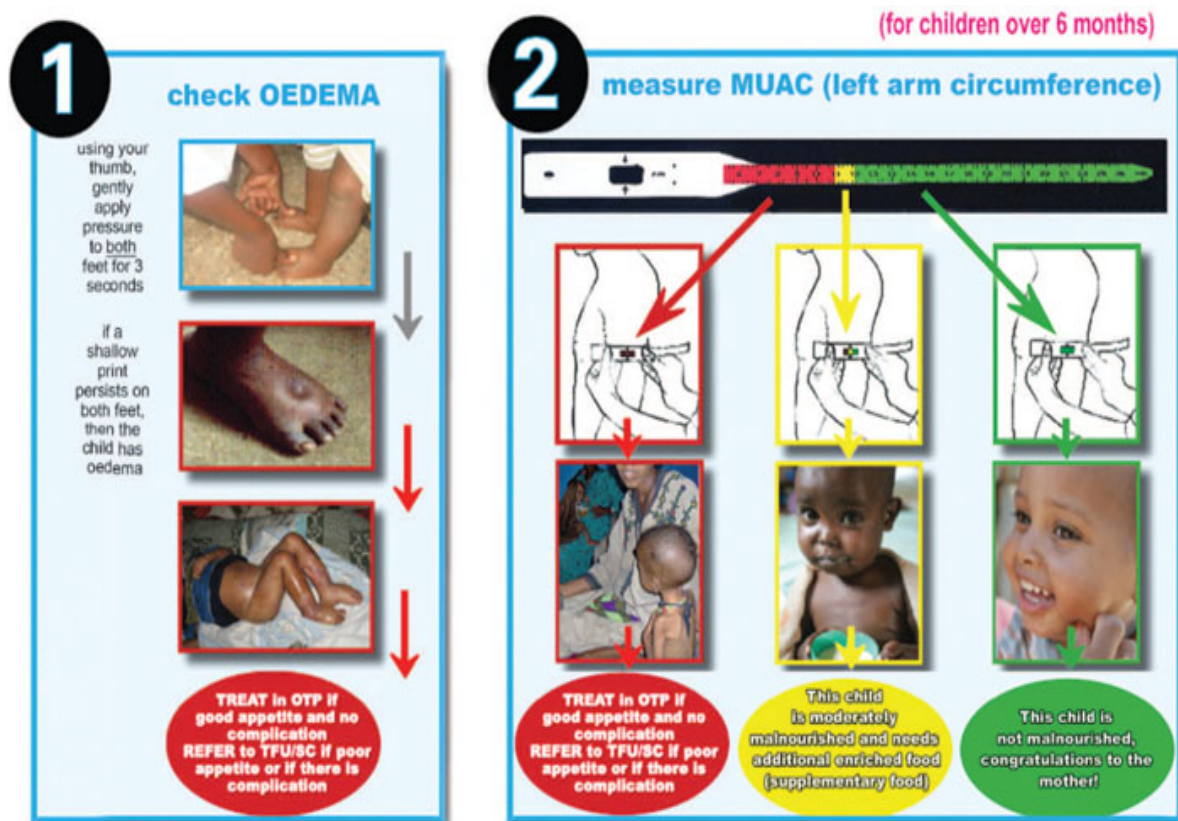 (for children over 6 months)
1
check OEDEMA
using your
thumb,
gently
apply
pressure
to both
feet for 3
seconds
if a
shallow
print
persists on
both feet,
then the
child has
oedema
TREAT in OTP if
good appetite and no
complication
REFER to TFU/SC if poor
appetite or if there is
complication
2
measure MUAC (left arm circumference)
TREAT in OTP if
good appetite and no
complication
REFER to TFU/SC if poor
appetite or if there is
complication
This child
is moderately
malnourished and needs
additional enriched food
(supplementary food)
This child is
not malnourished,
congratulations to the
mother!